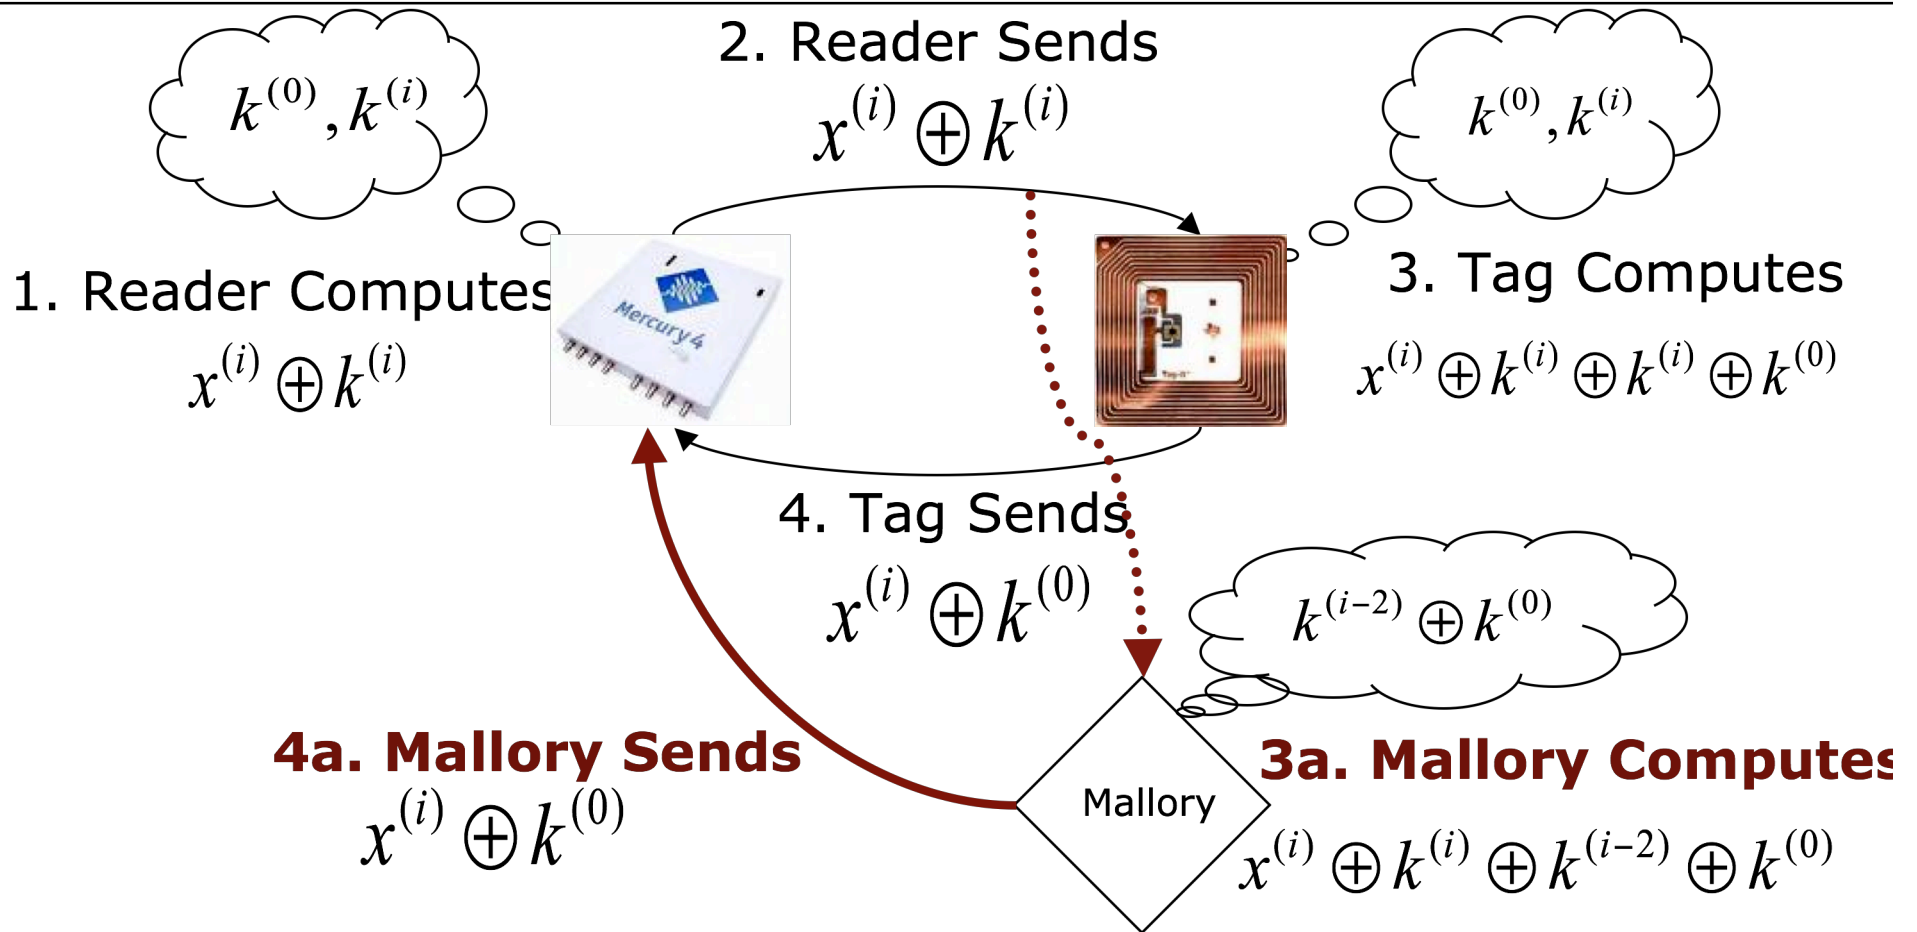 2. Reader Sends
x^(i) ⊕ k^(i)
k^(0), k^(i)
k^(0), k^(i)
1. Reader Computes
x^(i) ⊕ k^(i)
Mercury4
3. Tag Computes
x^(i) ⊕ k^(i) ⊕ k^(i) ⊕ k^(0)
4. Tag Sends
x^(i) ⊕ k^(0)
k^(i−2) ⊕ k^(0)
4a. Mallory Sends
x^(i) ⊕ k^(0)
Mallory
3a. Mallory Computes
x^(i) ⊕ k^(i) ⊕ k^(i−2) ⊕ k^(0)